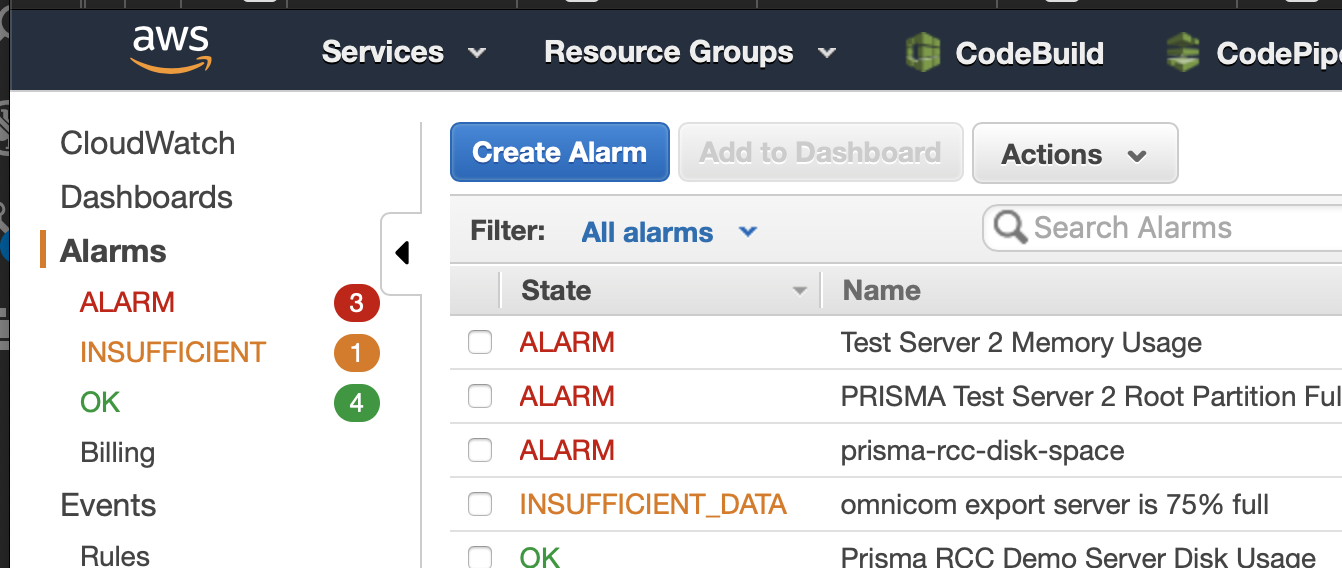 aws Services Resource Groups CodeBuild CodePip
CloudWatch
Dashboards
Alarms
ALARM 3
INSUFFICIENT 1
OK 4
Billing
Events
Rules
Create Alarm Add to Dashboard Actions
Filter: All alarms Search Alarms
State Name
ALARM Test Server 2 Memory Usage
ALARM PRISMA Test Server 2 Root Partition Ful
ALARM prisma-rcc-disk-space
INSUFFICIENT_DATA omnicom export server is 75% full
OK Prisma RCC Demo Server Disk Usage